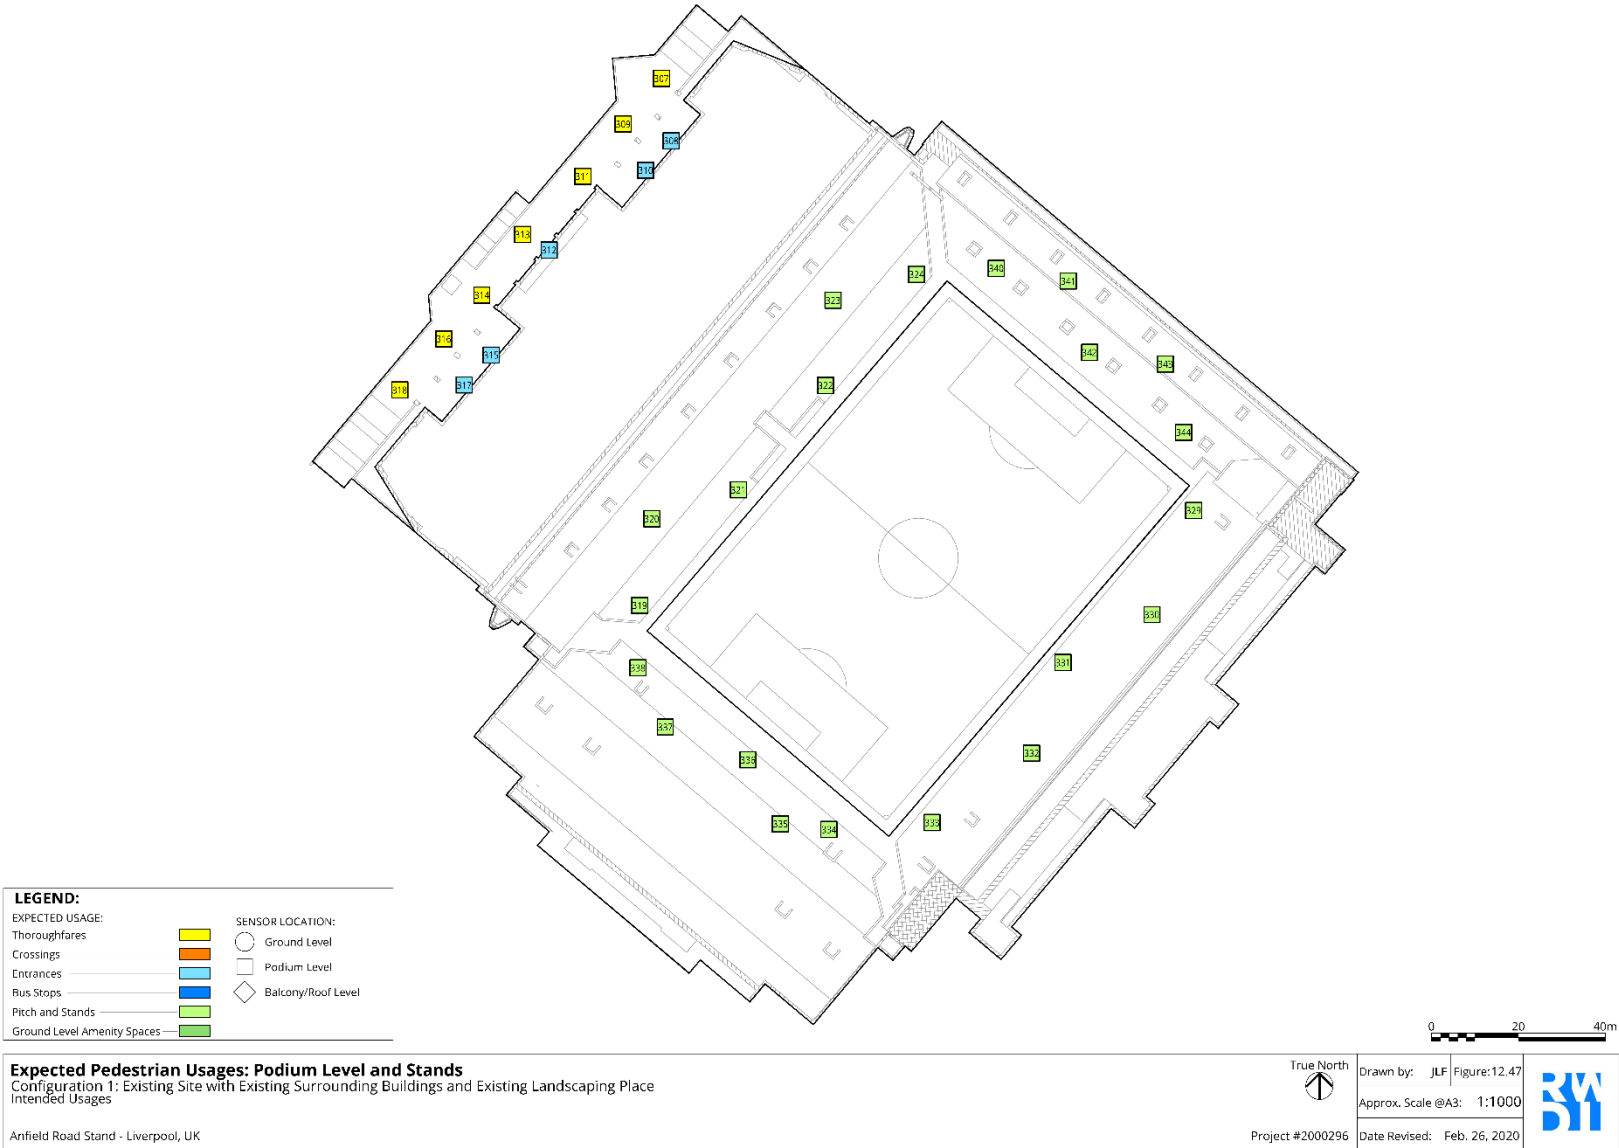 307
309
308
310
311
313
312
314
316
315
317
318
324
340
341
323
342
343
322
344
321
329
320
319
330
331
338
337
332
336
335
334
333
LEGEND:
EXPECTED USAGE:
Thoroughfares
Crossings
Entrances
Bus Stops
Pitch and Stands
Ground Level Amenity Spaces
SENSOR LOCATION:
Ground Level
Podium Level
Balcony/Roof Level
0 20 40m
Expected Pedestrian Usages: Podium Level and Stands
Configuration 1: Existing Site with Existing Surrounding Buildings and Existing Landscaping Place
Intended Usages
Anfield Road Stand - Liverpool, UK
True North
Project #2000296
Drawn by: JLF Figure:12.47
Approx. Scale @A3: 1:1000
Date Revised: Feb. 26, 2020
RWDI